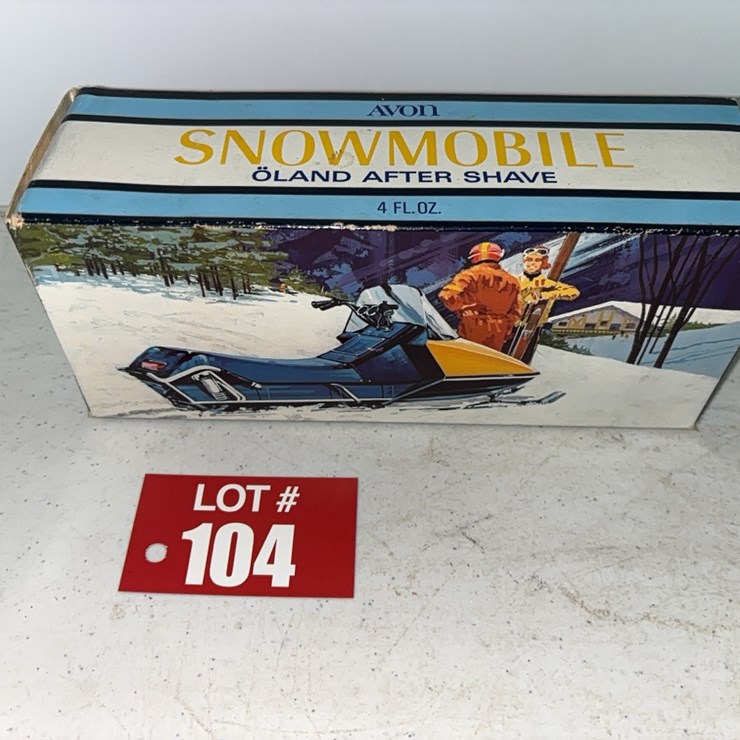 AVON
SNOWMOBILE
ÖLAND AFTER SHAVE
4 FL. OZ.
LOT #
104